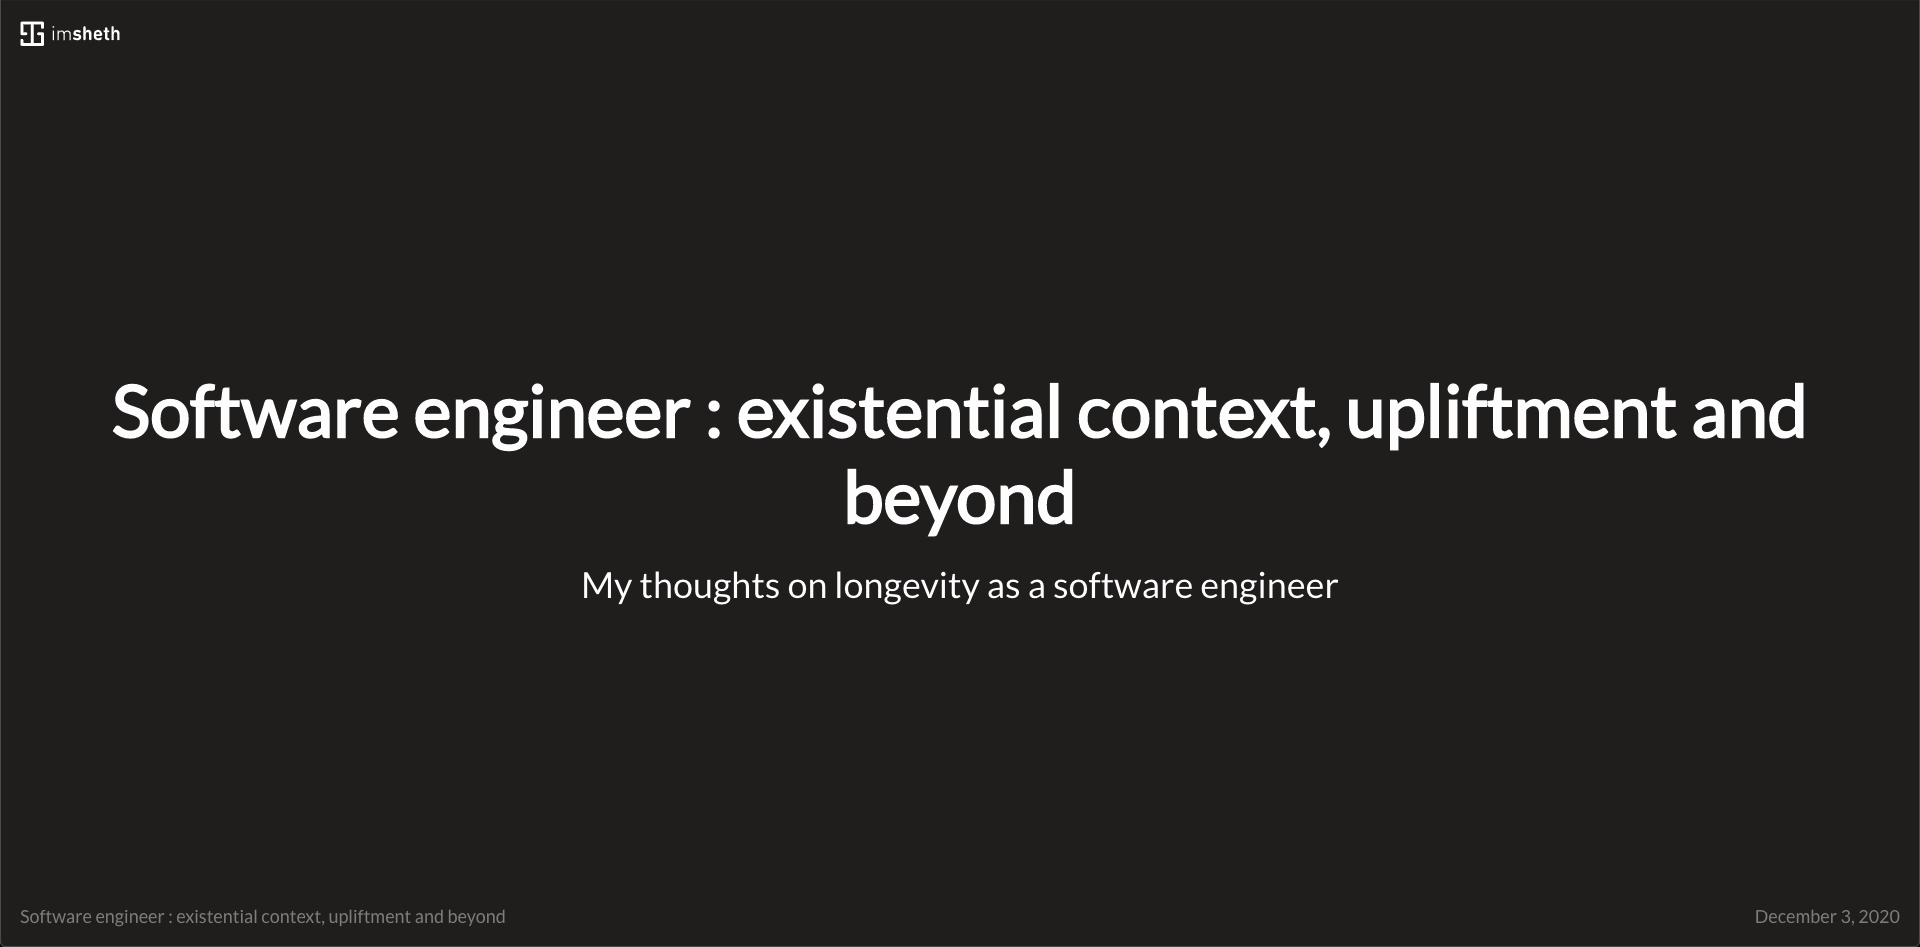 imsheth
Software engineer : existential context, upliftment and
beyond
My thoughts on longevity as a software engineer
Software engineer : existential context, upliftment and beyond
December 3, 2020